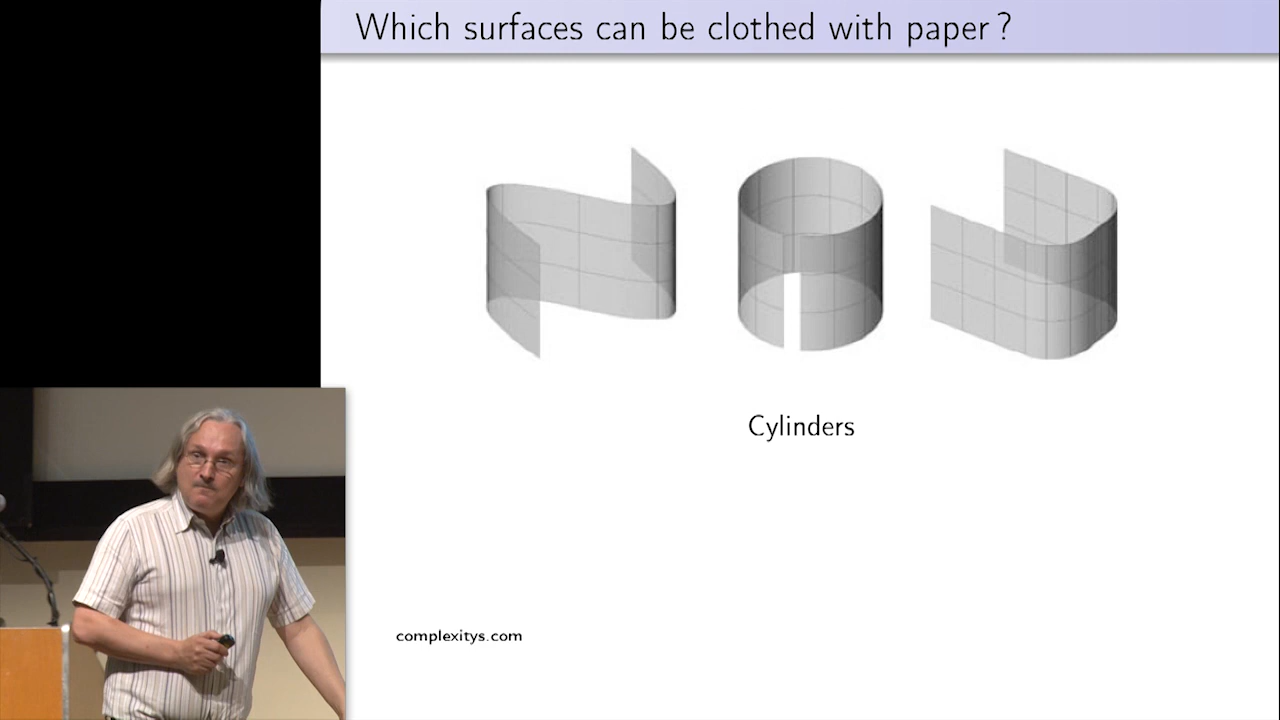 Which surfaces can be clothed with paper ?
Cylinders
complexitys.com